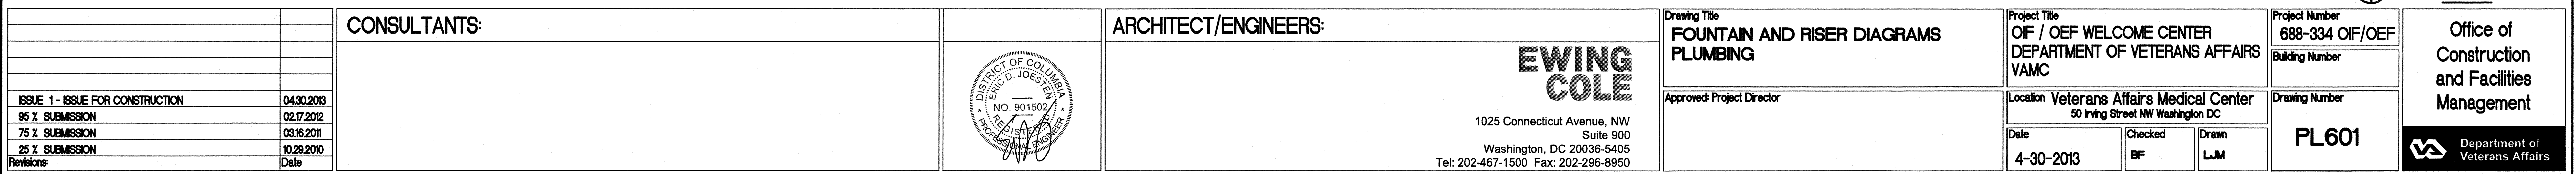 ISSUE 1 - ISSUE FOR CONSTRUCTION 04.30.2013
95 % SUBMISSION 02.17.2012
75 % SUBMISSION 03.16.2011
25 % SUBMISSION 10.29.2010
Revisions: Date
CONSULTANTS:
DISTRICT OF COLUMBIA
ERIC D. JOESTEN
NO. 901502
REGISTERED
PROFESSIONAL ENGINEER
ARCHITECT/ENGINEERS:
EWING
COLE
1025 Connecticut Avenue, NW
Suite 900
Washington, DC 20036-5405
Tel: 202-467-1500 Fax: 202-296-8950
Drawing Title
FOUNTAIN AND RISER DIAGRAMS
PLUMBING
Approved: Project Director
Project Title
OIF / OEF WELCOME CENTER
DEPARTMENT OF VETERANS AFFAIRS
VAMC
Location Veterans Affairs Medical Center
50 Irving Street NW Washington DC
Date
4-30-2013
Checked
BF
Drawn
LJM
Project Number
688-334 OIF/OEF
Building Number
Drawing Number
PL601
Office of
Construction
and Facilities
Management
VA
Department of
Veterans Affairs